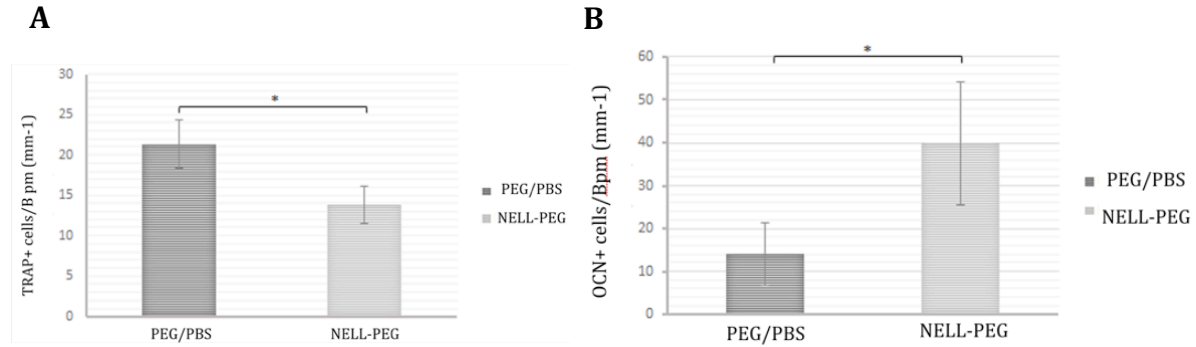 A
TRAP+ cells/B pm (mm-1)
30
25
20
15
10
5
0
*
PEG/PBS
NELL-PEG
PEG/PBS
NELL-PEG
B
OCN+ cells/Bpm (mm-1)
60
50
40
30
20
10
0
*
PEG/PBS
NELL-PEG
PEG/PBS
NELL-PEG